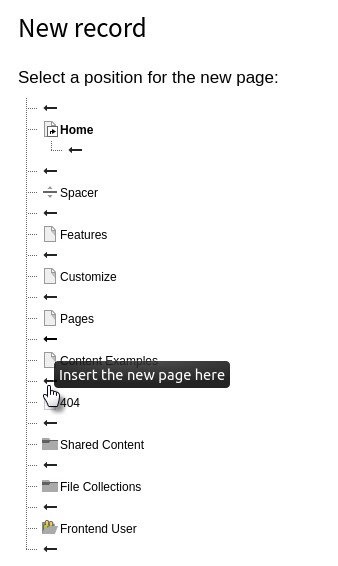 New record
Select a position for the new page:
Home
Spacer
Features
Customize
Pages
Content Examples
Insert the new page here
404
Shared Content
File Collections
Frontend User